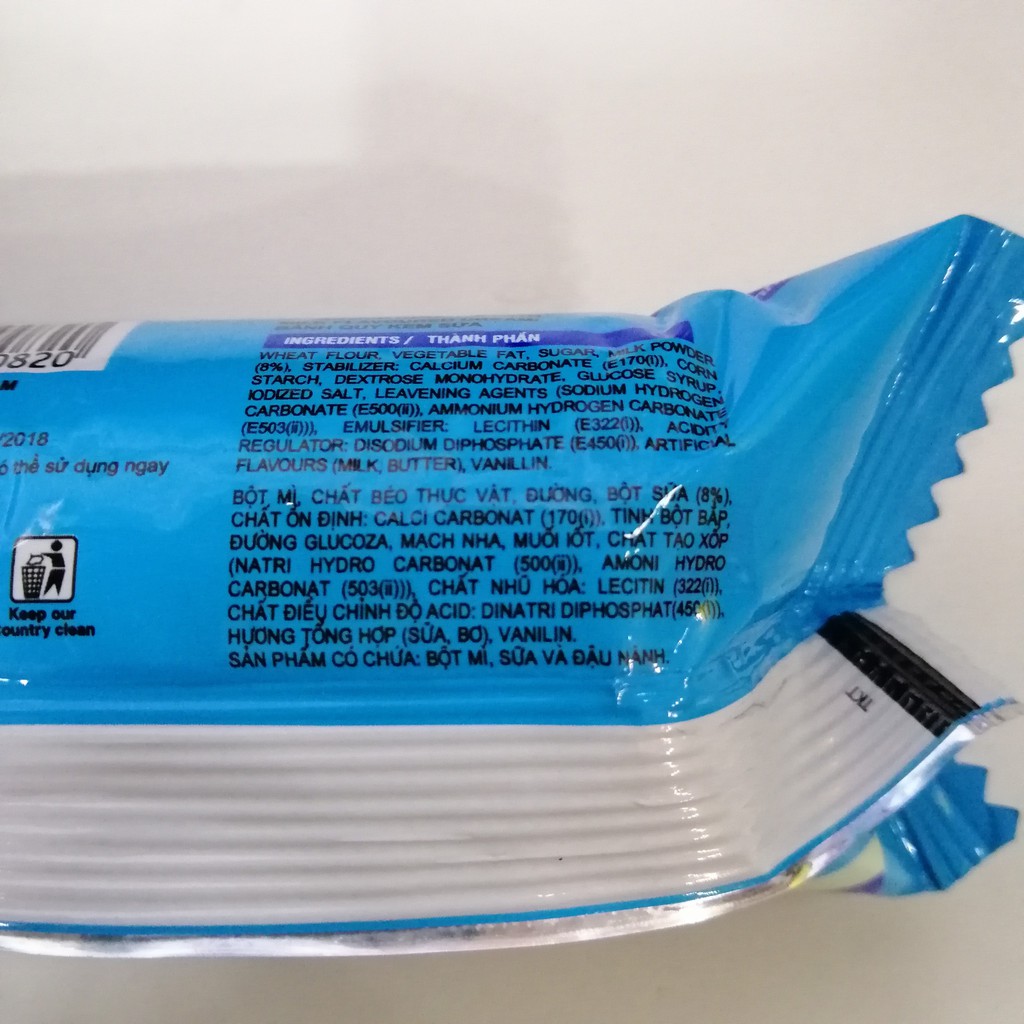 0820
AM
/2018
ó thể sử dụng ngay
Keep our
country clean
BÁNH QUY KEM SỮA
INGREDIENTS / THÀNH PHẦN
WHEAT FLOUR, VEGETABLE FAT, SUGAR, MILK POWDER
(8%), STABILIZER: CALCIUM CARBONATE (E170(i)), CORN
STARCH, DEXTROSE MONOHYDRATE, GLUCOSE SYRUP,
IODIZED SALT, LEAVENING AGENTS (SODIUM HYDROGEN
CARBONATE (E500(ii)), AMMONIUM HYDROGEN CARBONATE
(E503(ii))), EMULSIFIER: LECITHIN (E322(i)), ACIDITY
REGULATOR: DISODIUM DIPHOSPHATE (E450(i)), ARTIFICIAL
FLAVOURS (MILK, BUTTER), VANILLIN.
BỘT MÌ, CHẤT BÉO THỰC VẬT, ĐƯỜNG, BỘT SỮA (8%),
CHẤT ỔN ĐỊNH: CALCI CARBONAT (170(i)), TINH BỘT BẮP,
ĐƯỜNG GLUCOZA, MẠCH NHA, MUỐI IỐT, CHẤT TẠO XỐP
(NATRI HYDRO CARBONAT (500(ii)), AMONI HYDRO
CARBONAT (503(ii))), CHẤT NHŨ HÓA: LECITIN (322(i)),
CHẤT ĐIỀU CHỈNH ĐỘ ACID: DINATRI DIPHOSPHAT(450(i)),
HƯƠNG TỔNG HỢP (SỮA, BƠ), VANILIN.
SẢN PHẨM CÓ CHỨA: BỘT MÌ, SỮA VÀ ĐẬU NÀNH.
TKT